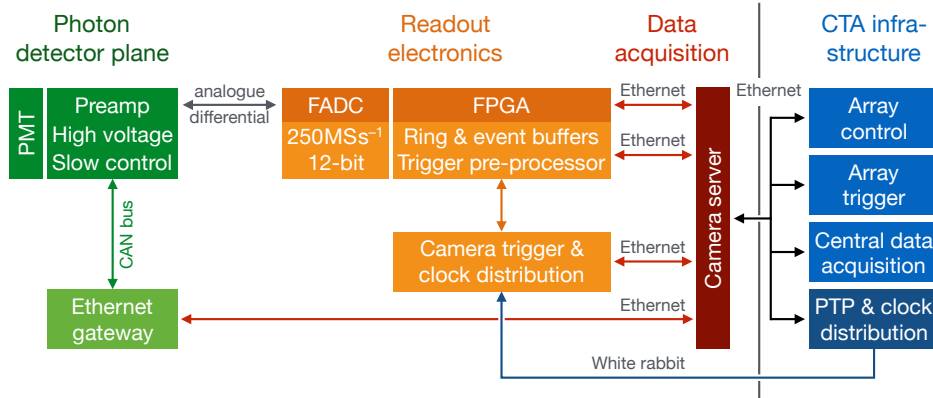 Photon
detector plane
Readout
electronics
Data
acquisition
CTA infra-
structure
PMT
Preamp
High voltage
Slow control
analogue
differential
FADC
250MSs⁻¹
12-bit
FPGA
Ring & event buffers
Trigger pre-processor
Ethernet
Ethernet
Ethernet
Camera server
Array
control
Array
trigger
CAN bus
Camera trigger &
clock distribution
Ethernet
Central data
acquisition
Ethernet
gateway
Ethernet
PTP & clock
distribution
White rabbit